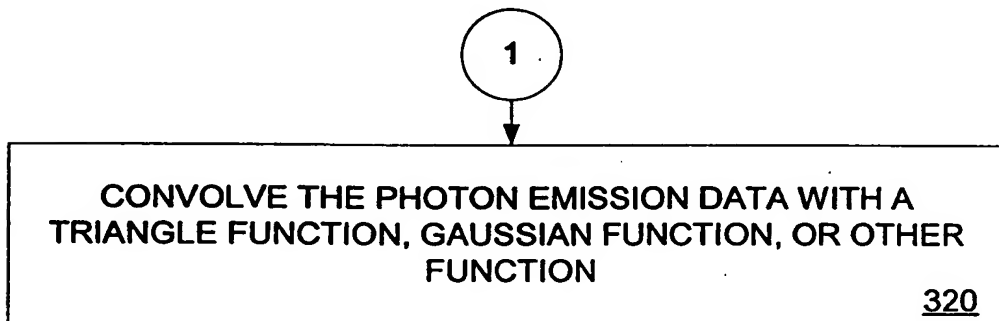 1
CONVOLVE THE PHOTON EMISSION DATA WITH A
TRIANGLE FUNCTION, GAUSSIAN FUNCTION, OR OTHER
FUNCTION
320